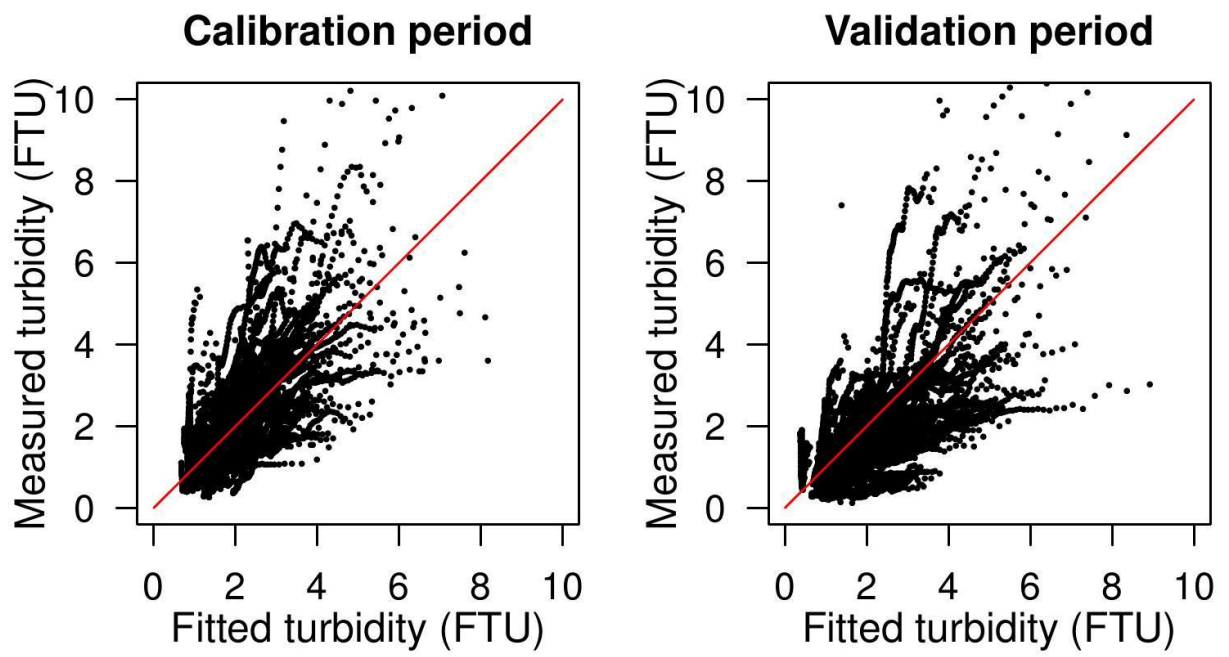 Calibration period
Measured turbidity (FTU)
10
8
6
4
2
0
0 2 4 6 8 10
Fitted turbidity (FTU)
Validation period
Measured turbidity (FTU)
10
8
6
4
2
0
0 2 4 6 8 10
Fitted turbidity (FTU)